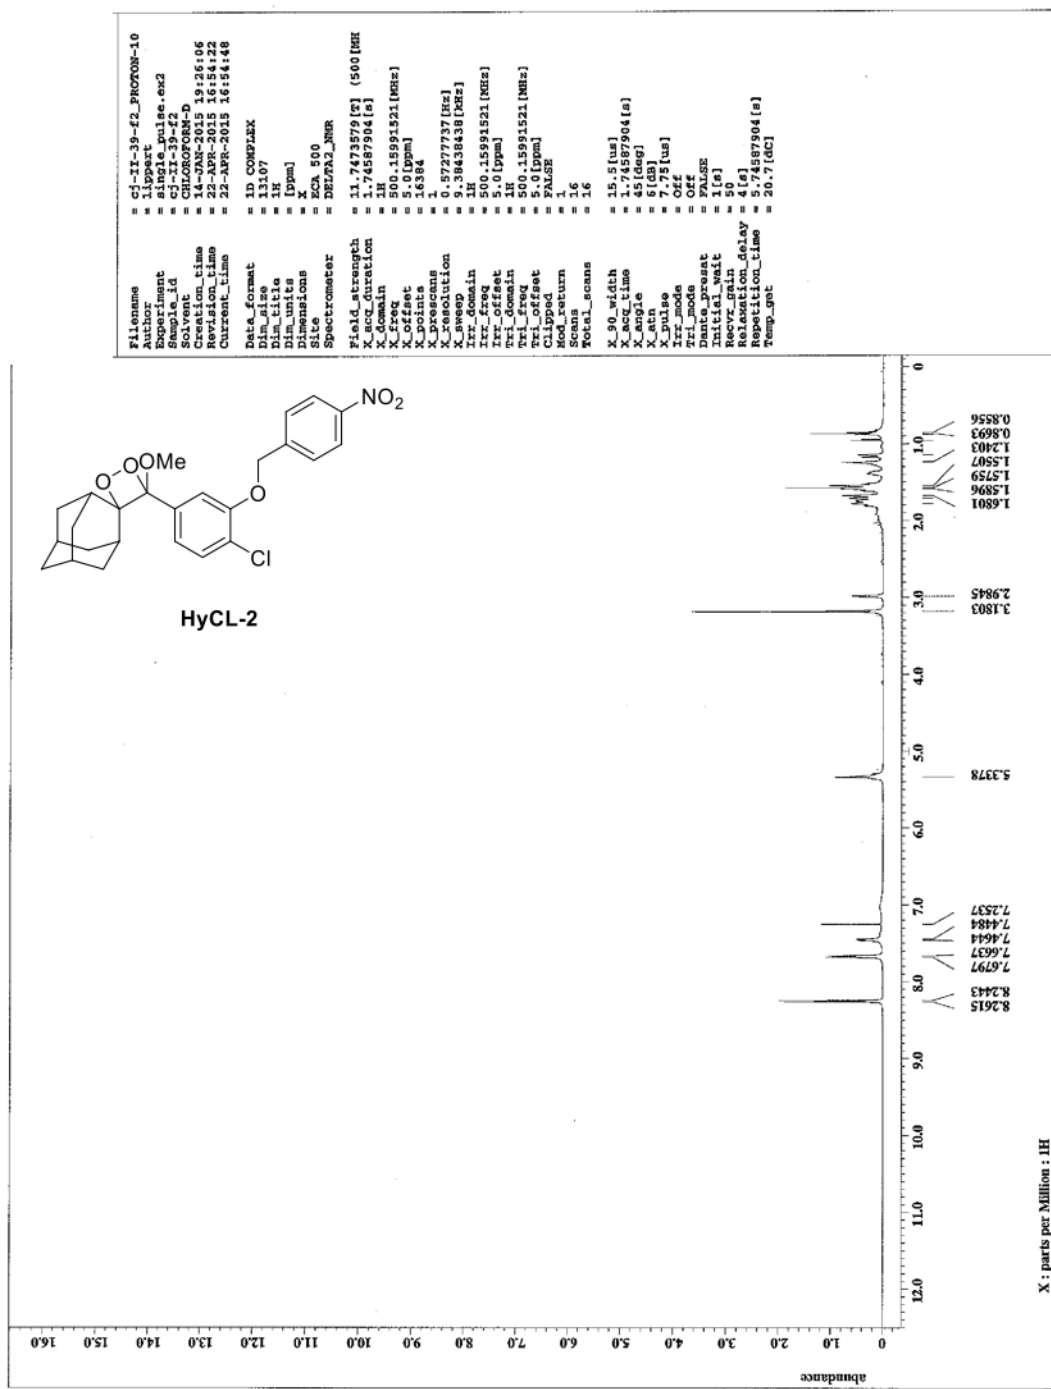 Filename = cj-II-39-f2_PROTON-10
Author = lippert
Experiment = single_pulse.ex2
Sample_id = cj-II-39-f2
Solvent = CHLOROFORM-D
Creation_time = 14-JAN-2015 19:26:06
Revision_time = 22-APR-2015 16:54:22
Current_time = 22-APR-2015 16:54:48
Data_format = 1D COMPLEX
Dim_size = 13107
Dim_title = 1H
Dim_units = [ppm]
Dimensions = X
Site = ECA 500
Spectrometer = DELTA2_NMR
Field_strength = 11.7473579[T] (500[MH
X_acq_duration = 1.74587904[s]
X_domain = 1H
X_freq = 500.15991521[MHz]
X_offset = 5.0[ppm]
X_points = 16384
X_prescans = 1
X_resolution = 0.57277737[Hz]
X_sweep = 9.38438438[kHz]
Irr_domain = 1H
Irr_freq = 500.15991521[MHz]
Irr_offset = 5.0[ppm]
Tri_domain = 1H
Tri_freq = 500.15991521[MHz]
Tri_offset = 5.0[ppm]
Clipped = FALSE
Mod_return = 1
Scans = 16
Total_scans = 16
X_90_width = 15.5[us]
X_acq_time = 1.74587904[s]
X_angle = 45[deg]
X_atn = 6[dB]
X_pulse = 7.75[us]
Irr_mode = Off
Tri_mode = Off
Dante_presat = FALSE
Initial_wait = 1[s]
Recvr_gain = 50
Relaxation_delay = 4[s]
Repetition_time = 5.74587904[s]
Temp_get = 20.7[dC]
NO2
O
O
O
OMe
Cl
HyCL-2
0.8556
0.8693
1.2403
1.5507
1.5759
1.5896
1.6801
2.9845
3.1803
5.3378
7.2537
7.4484
7.4644
7.6637
7.6797
8.2443
8.2615
0
1.0
2.0
3.0
4.0
5.0
6.0
7.0
8.0
9.0
10.0
11.0
12.0
X : parts per Million : 1H
16.0 15.0 14.0 13.0 12.0 11.0 10.0 9.0 8.0 7.0 6.0 5.0 4.0 3.0 2.0 1.0 0
abundance